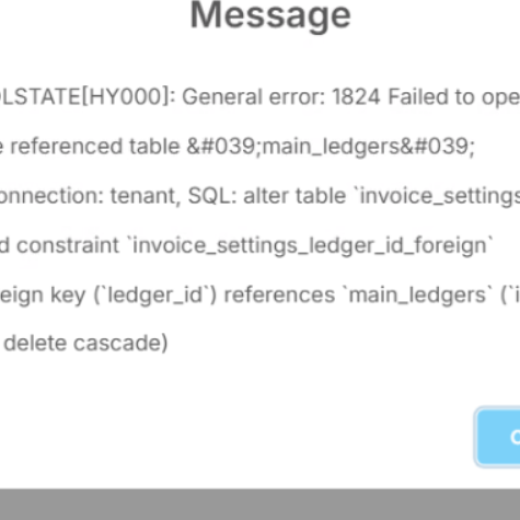 Message
OLSTATE[HY000]: General error: 1824 Failed to ope
e referenced table &#039;main_ledgers&#039;
onnection: tenant, SQL: alter table `invoice_settings
d constraint `invoice_settings_ledger_id_foreign`
eign key (`ledger_id`) references `main_ledgers` (`i
delete cascade)